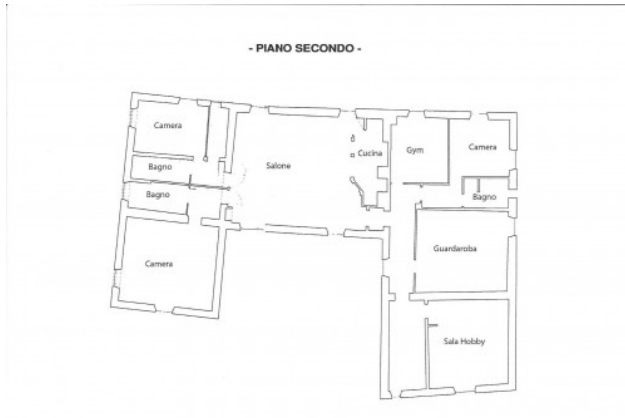 - PIANO SECONDO -
Camera
Bagno
Bagno
Camera
Salone
Cucina
Gym
Camera
Bagno
Guardaroba
Sala Hobby